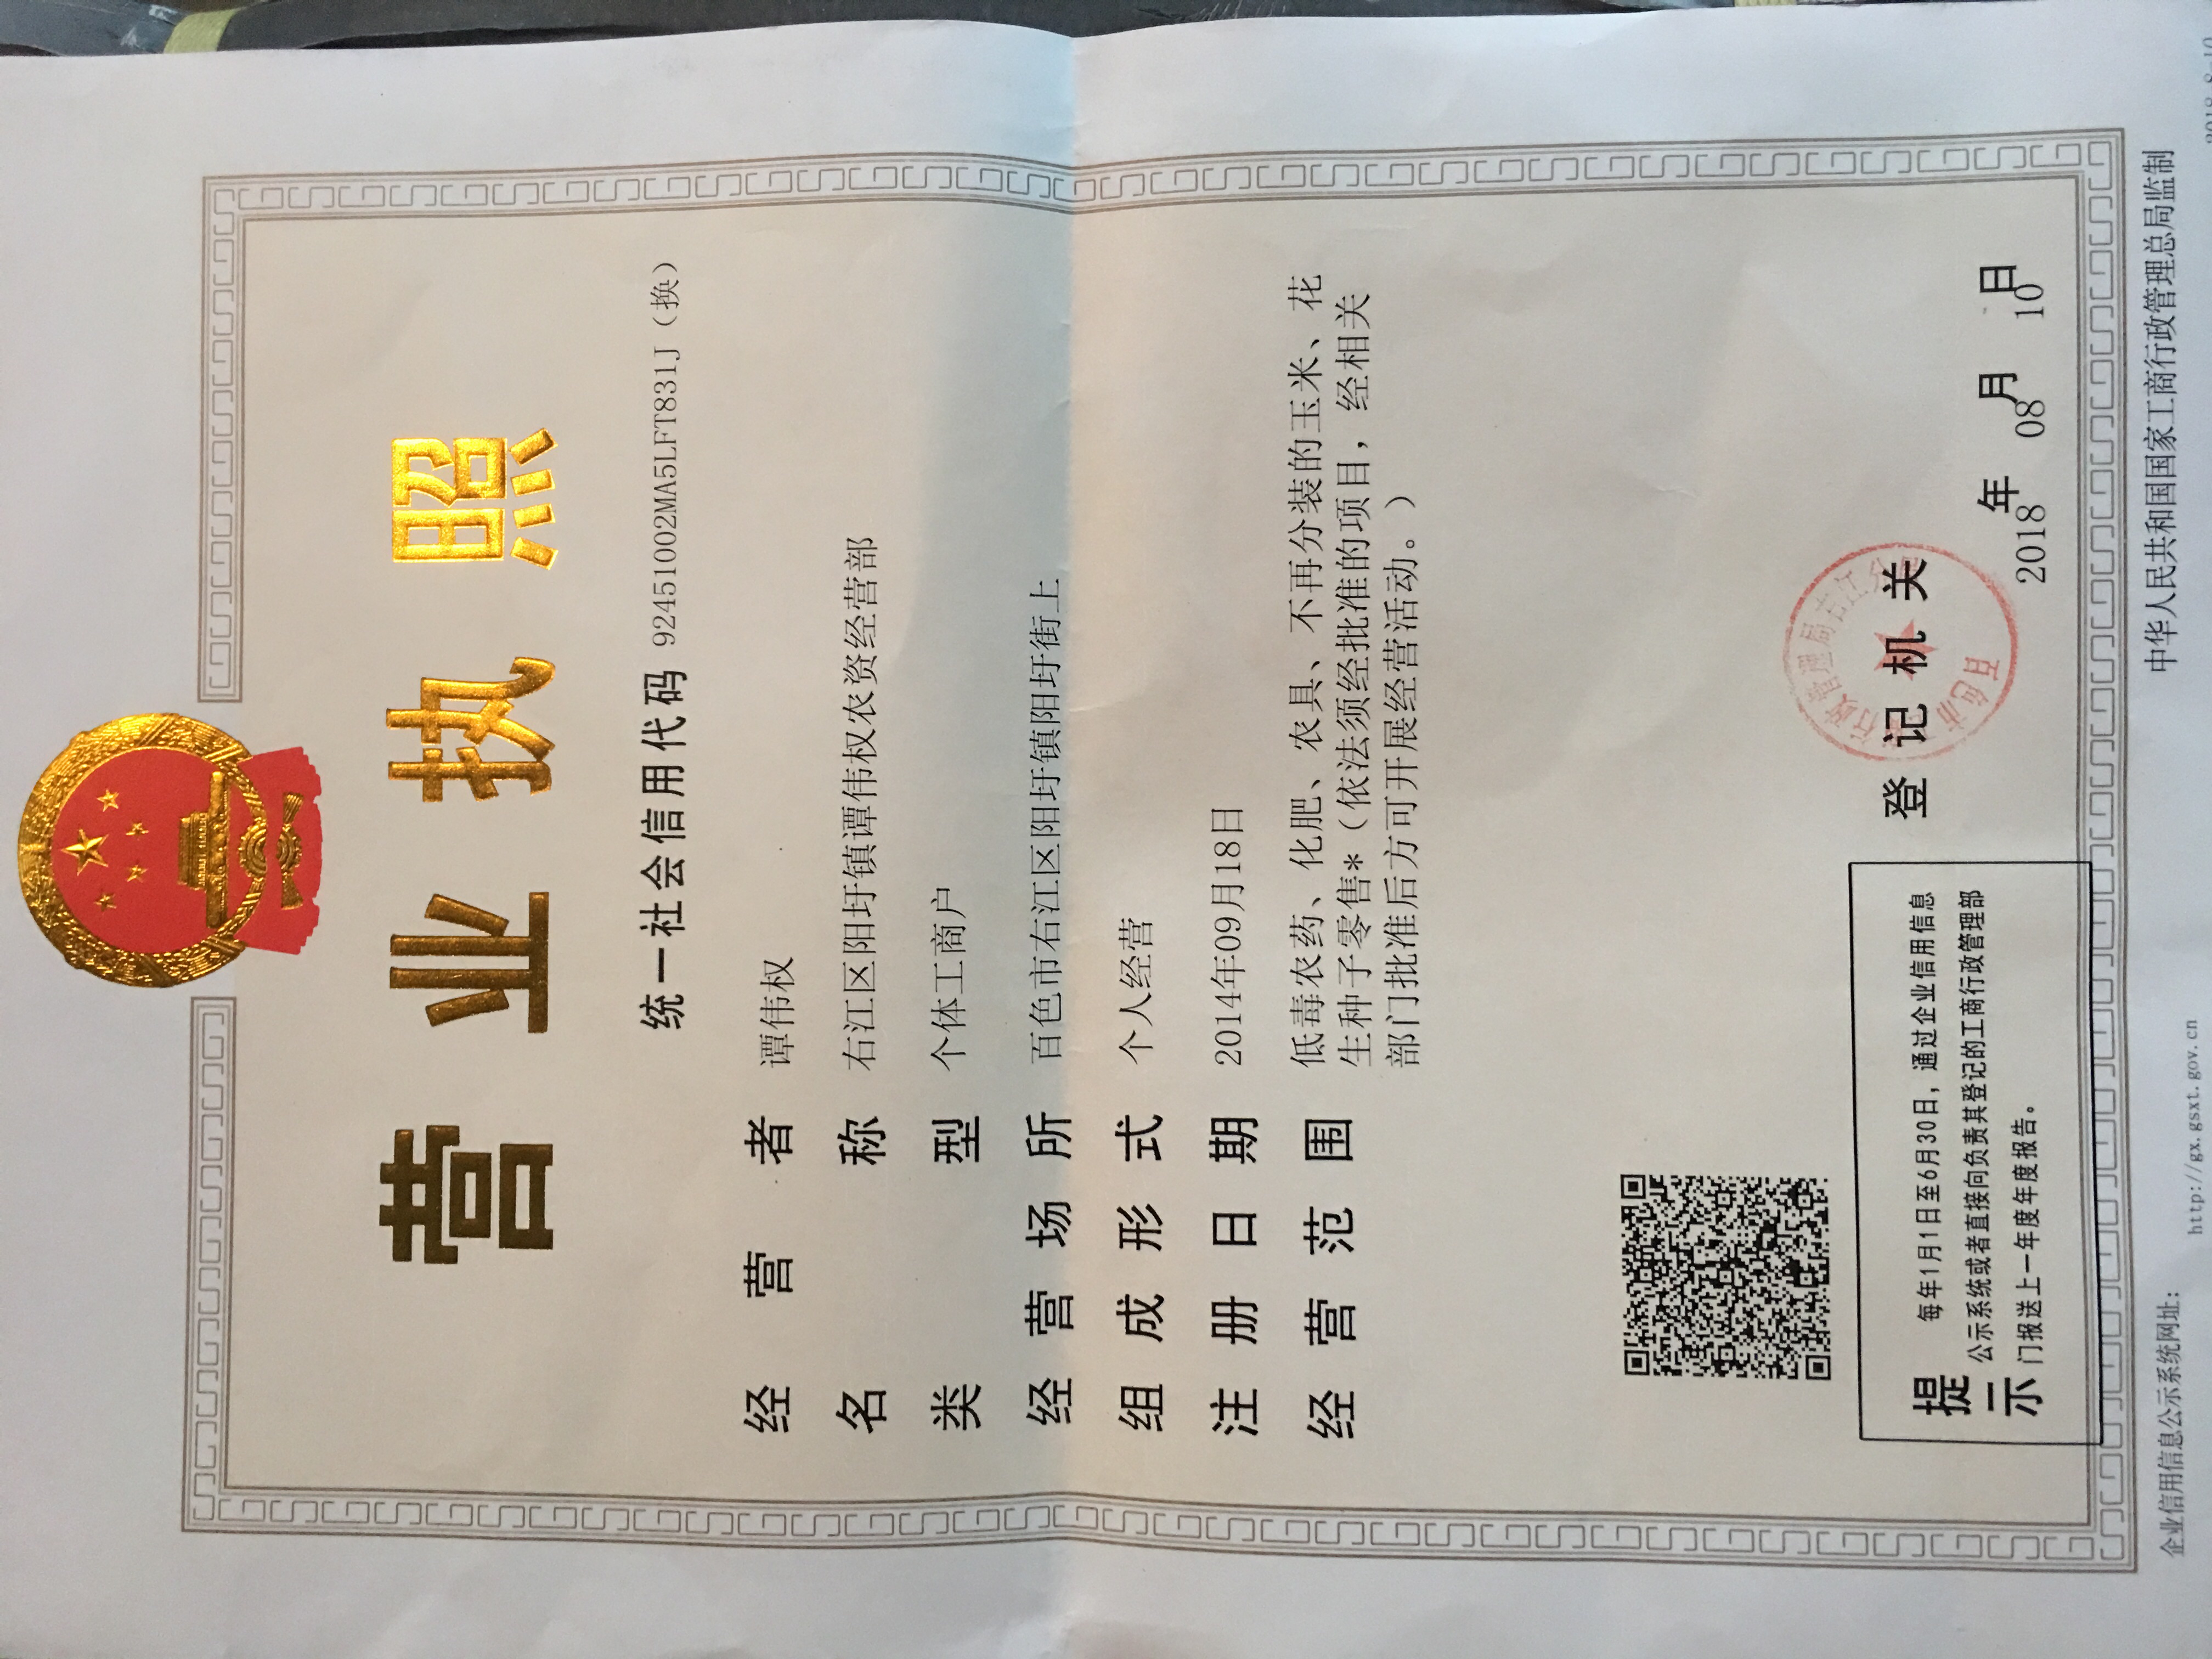 营业执照
统一社会信用代码 92451002MA5LFT831J（换）
经营者 谭伟权
名称 右江区阳圩镇谭伟权农资经营部
类型 个体工商户
经营场所 百色市右江区阳圩镇阳圩街上
组成形式 个人经营
注册日期 2014年09月18日
经营范围 低毒农药、化肥、农具、不再分装的玉米、花
生种子零售*（依法须经批准的项目，经相关
部门批准后方可开展经营活动。）
提示
每年1月1日至6月30日，通过企业信用信息
公示系统或者直接向负责其登记的工商行政管理部
门报送上一年度年度报告。
登记机关
2018年08月10日
企业信用信息公示系统网址：
http://gx.gsxt.gov.cn
中华人民共和国国家工商行政管理总局监制